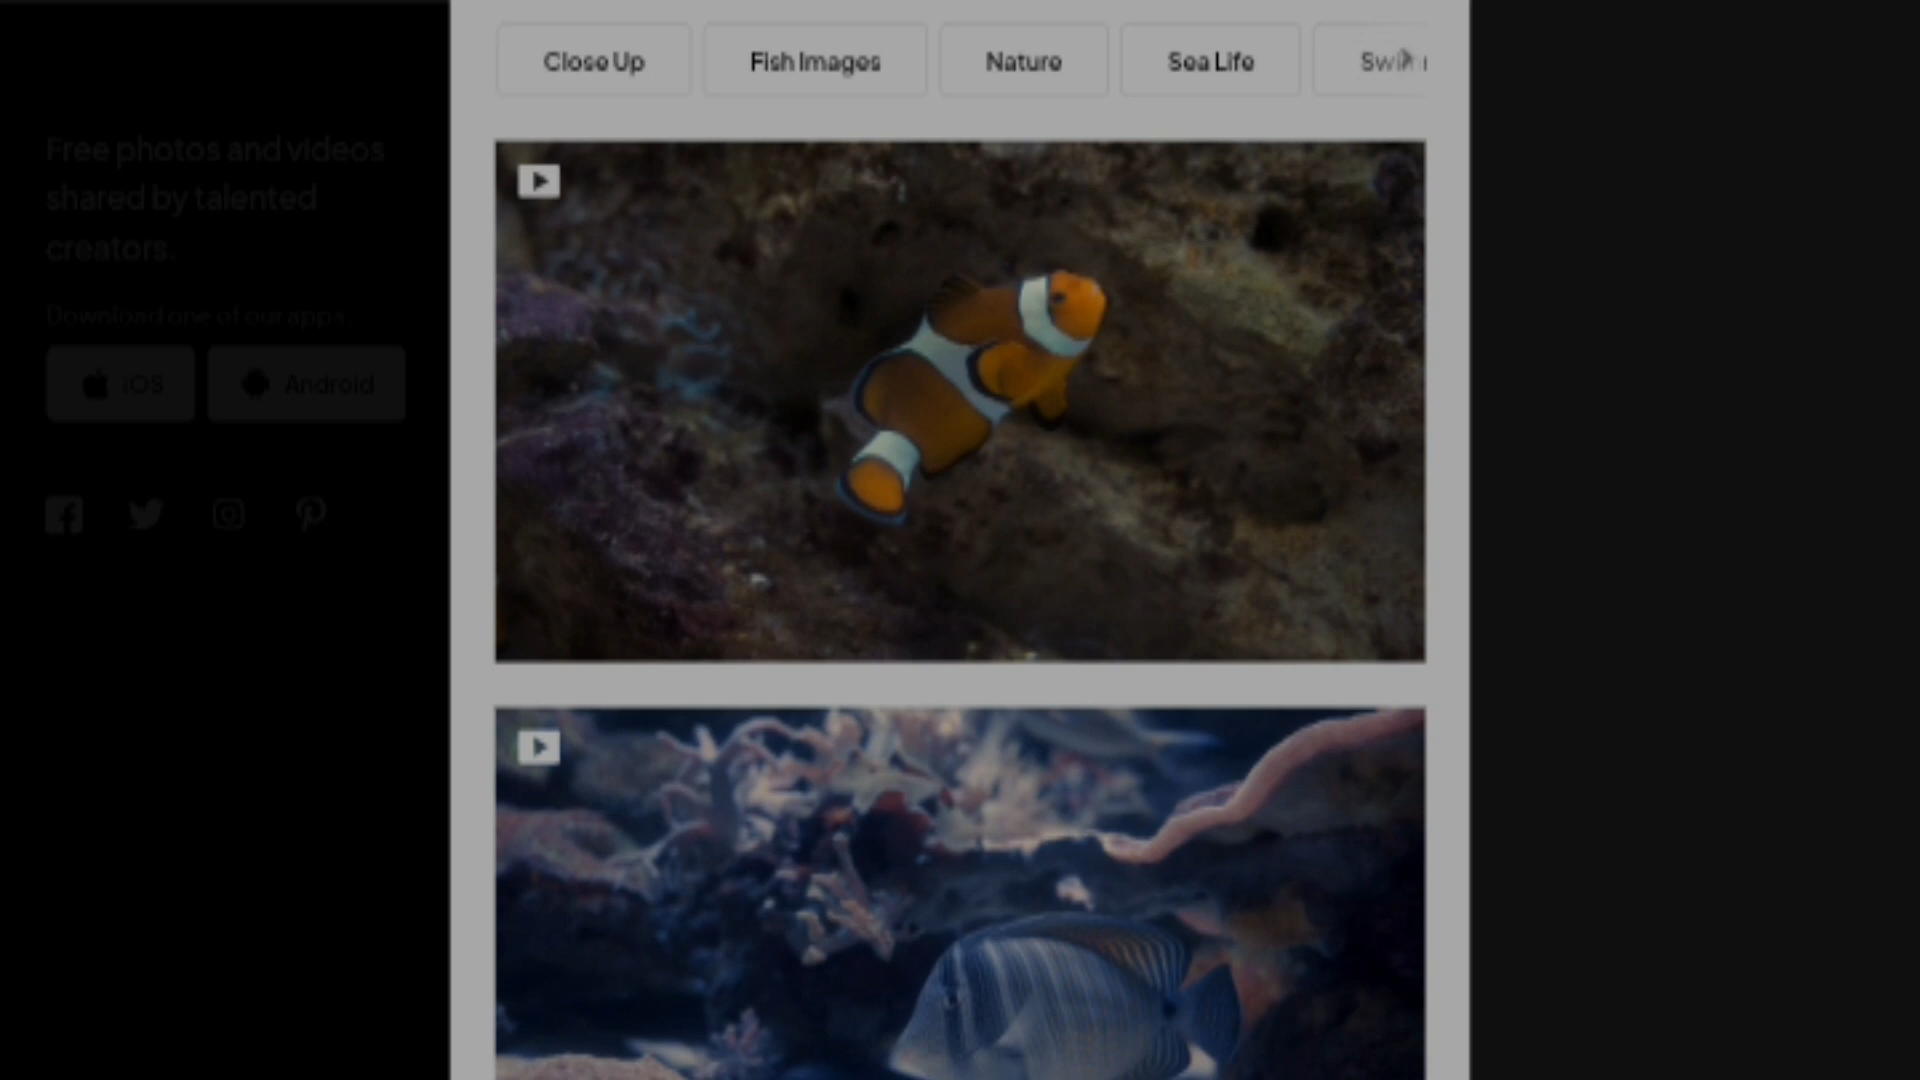 Close Up
Fish Images
Nature
Sea Life
Free photos and videos
shared by talented
creators.
Download one of our apps.
iOS
Android